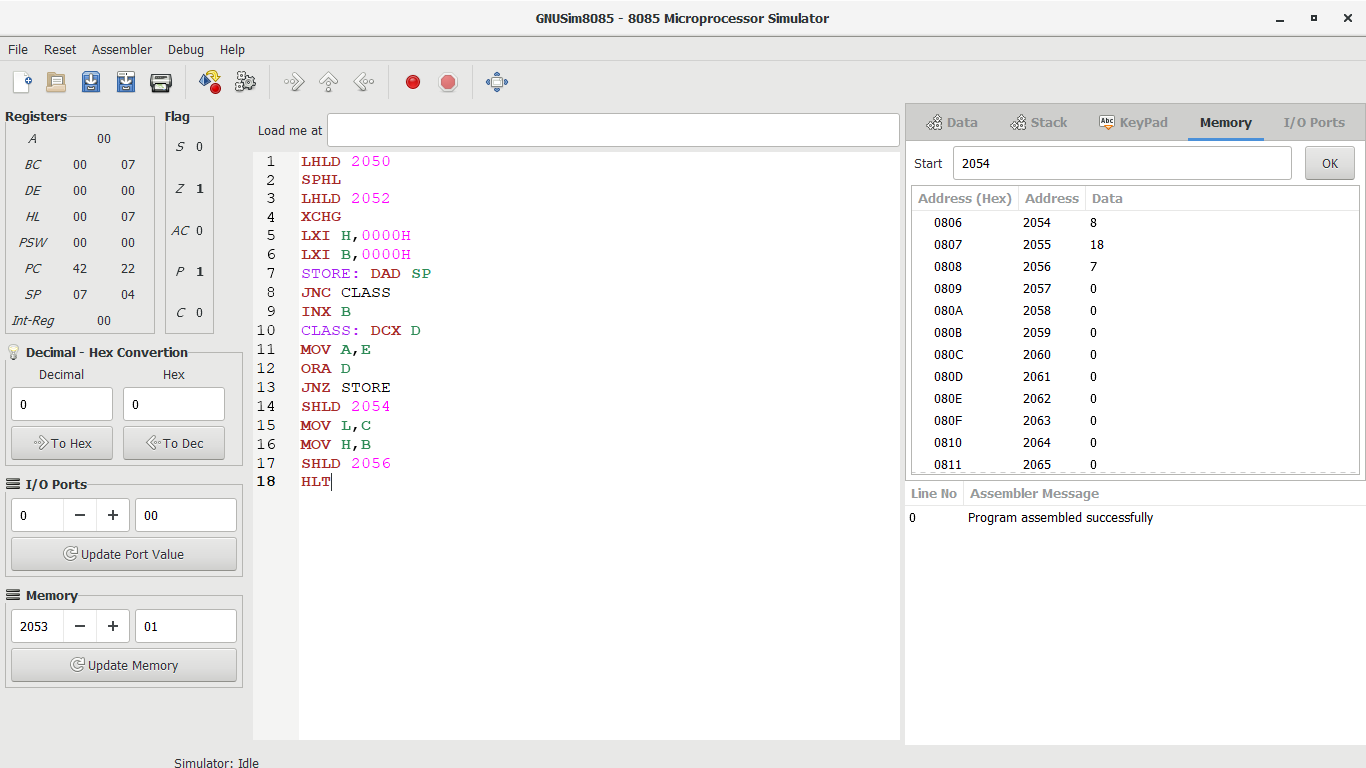 GNUSim8085 - 8085 Microprocessor Simulator
File Reset Assembler Debug Help
Registers
A 00
BC 00 07
DE 00 00
HL 00 07
PSW 00 00
PC 42 22
SP 07 04
Int-Reg 00
Flag
S 0
Z 1
AC 0
P 1
C 0
Decimal - Hex Convertion
Decimal Hex
0 0
To Hex To Dec
I/O Ports
0 − + 00
Update Port Value
Memory
2053 − + 01
Update Memory
Load me at
1 LHLD 2050
2 SPHL
3 LHLD 2052
4 XCHG
5 LXI H,0000H
6 LXI B,0000H
7 STORE: DAD SP
8 JNC CLASS
9 INX B
10 CLASS: DCX D
11 MOV A,E
12 ORA D
13 JNZ STORE
14 SHLD 2054
15 MOV L,C
16 MOV H,B
17 SHLD 2056
18 HLT
Data Stack Abc KeyPad Memory I/O Ports
Start 2054 OK
Address (Hex) Address Data
0806 2054 8
0807 2055 18
0808 2056 7
0809 2057 0
080A 2058 0
080B 2059 0
080C 2060 0
080D 2061 0
080E 2062 0
080F 2063 0
0810 2064 0
0811 2065 0
Line No Assembler Message
0 Program assembled successfully
Simulator: Idle